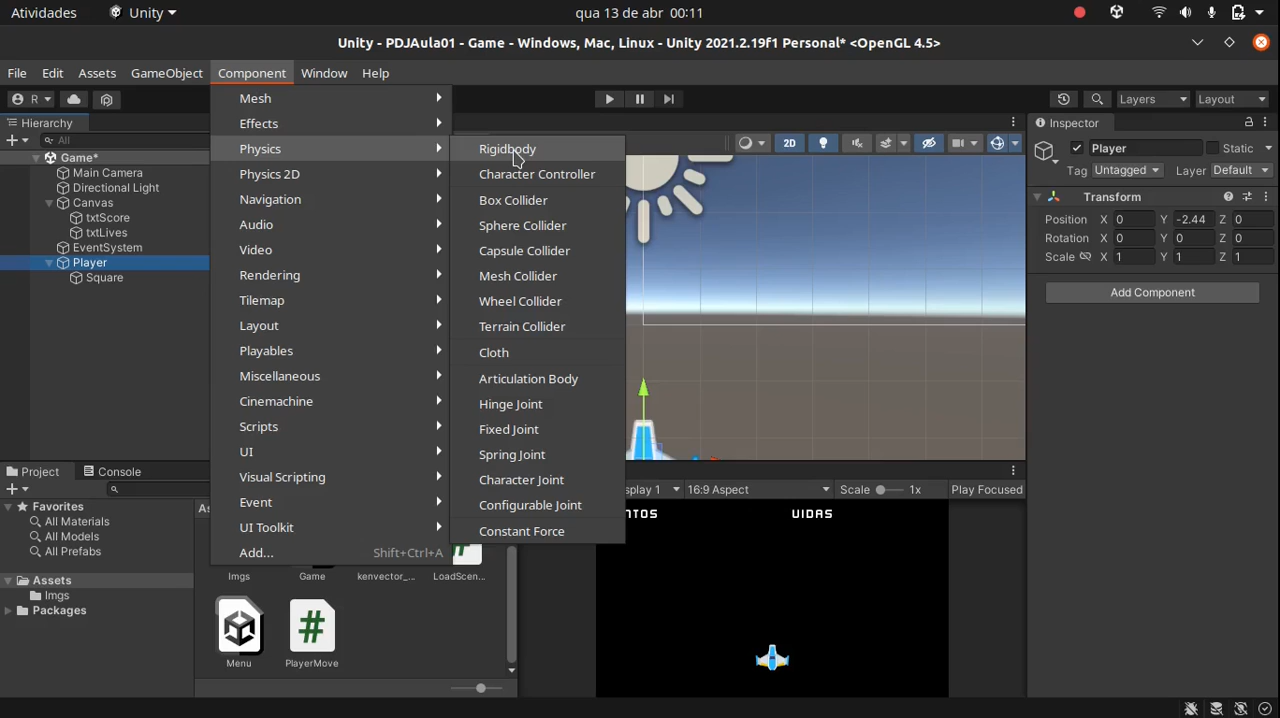 Atividades
Unity
qua 13 de abr 00:11
Unity - PDJAula01 - Game - Windows, Mac, Linux - Unity 2021.2.19f1 Personal* <OpenGL 4.5>
File Edit Assets GameObject Component Window Help
R
Layers
Layout
Hierarchy
All
Game*
Main Camera
Directional Light
Canvas
txtScore
txtLives
EventSystem
Player
Square
Mesh
Effects
Physics
Physics 2D
Navigation
Audio
Video
Rendering
Tilemap
Layout
Playables
Miscellaneous
Cinemachine
Scripts
UI
Visual Scripting
Event
UI Toolkit
Add... Shift+Ctrl+A
Rigidbody
Character Controller
Box Collider
Sphere Collider
Capsule Collider
Mesh Collider
Wheel Collider
Terrain Collider
Cloth
Articulation Body
Hinge Joint
Fixed Joint
Spring Joint
Character Joint
Configurable Joint
Constant Force
2D
Inspector
Player
Static
Tag Untagged Layer Default
Transform
Position X 0 Y -2.44 Z 0
Rotation X 0 Y 0 Z 0
Scale X 1 Y 1 Z 1
Add Component
Project Console
Favorites
All Materials
All Models
All Prefabs
Assets
Imgs
Packages
As
Imgs
Game
kenvector_...
LoadScen...
Menu
PlayerMove
splay 1
16:9 Aspect
Scale 1x
Play Focused
NTOS
VIDAS